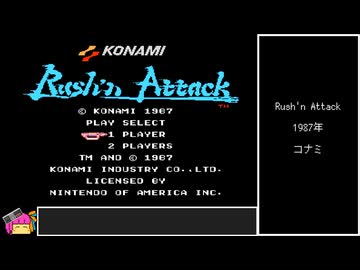 KONAMI
Rush'n Attack
TM
© KONAMI 1987
PLAY SELECT
1 PLAYER
2 PLAYERS
TM AND © 1987
KONAMI INDUSTRY CO.,LTD.
LICENSED BY
NINTENDO OF AMERICA INC.
Rush'n Attack
1987年
コナミ